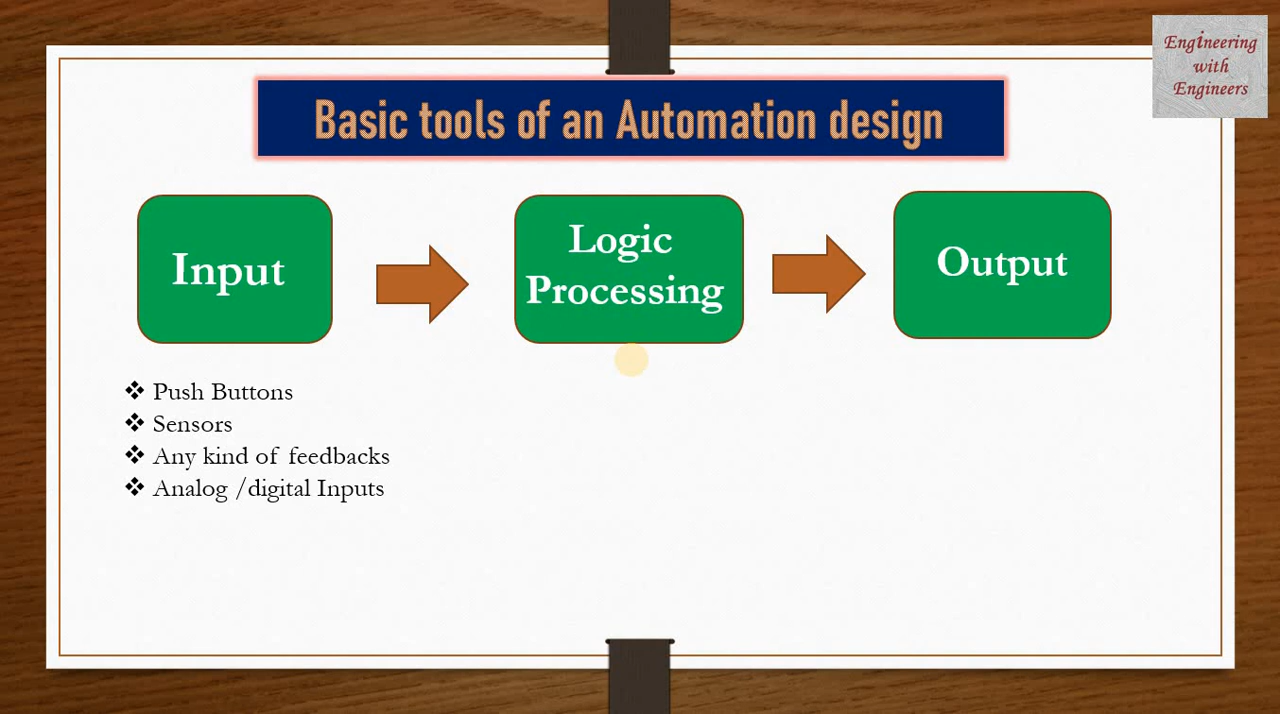 Engineering
with
Engineers
Basic tools of an Automation design
Input
Logic
Processing
Output
Push Buttons
Sensors
Any kind of feedbacks
Analog /digital Inputs